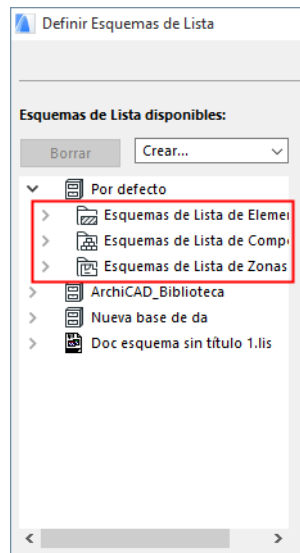 Definir Esquemas de Lista
Esquemas de Lista disponibles:
Borrar
Crear...
Por defecto
Esquemas de Lista de Elemei
Esquemas de Lista de Compo
Esquemas de Lista de Zonas
ArchiCAD_Biblioteca
Nueva base de da
Doc esquema sin título 1.lis